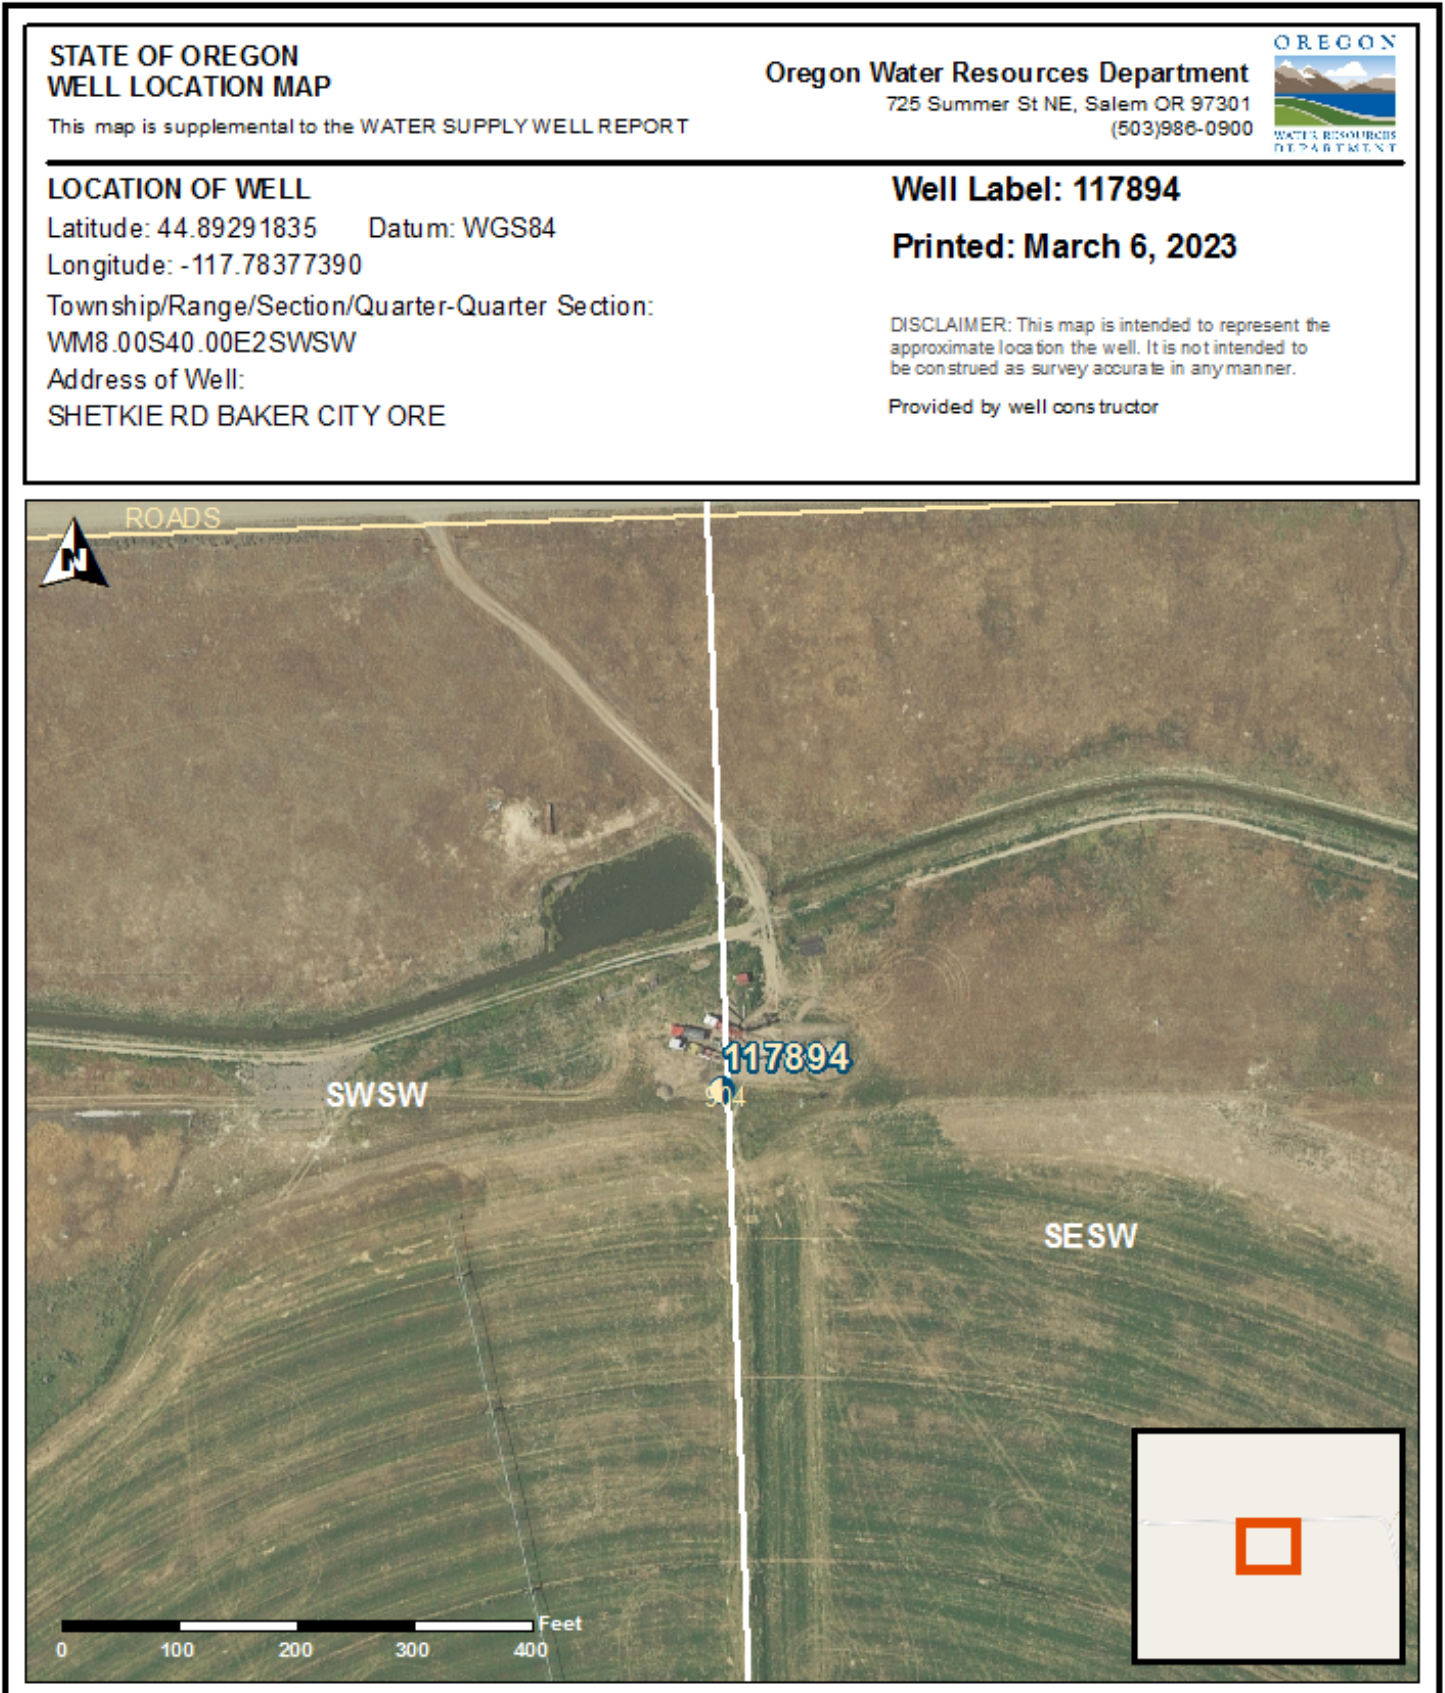 STATE OF OREGON
WELL LOCATION MAP
This map is supplemental to the WATER SUPPLY WELL REPORT
Oregon Water Resources Department
725 Summer St NE, Salem OR 97301
(503)986-0900
OREGON
WATER RESOURCES
DEPARTMENT
LOCATION OF WELL
Latitude: 44.89291835 Datum: WGS84
Longitude: -117.78377390
Township/Range/Section/Quarter-Quarter Section:
WM8.00S40.00E2SWSW
Address of Well:
SHETKIE RD BAKER CITY ORE
Well Label: 117894
Printed: March 6, 2023
DISCLAIMER: This map is intended to represent the
approximate location the well. It is not intended to
be construed as survey accurate in any manner.
Provided by well constructor
ROADS
N
117894
904
SWSW
SESW
Feet
0 100 200 300 400